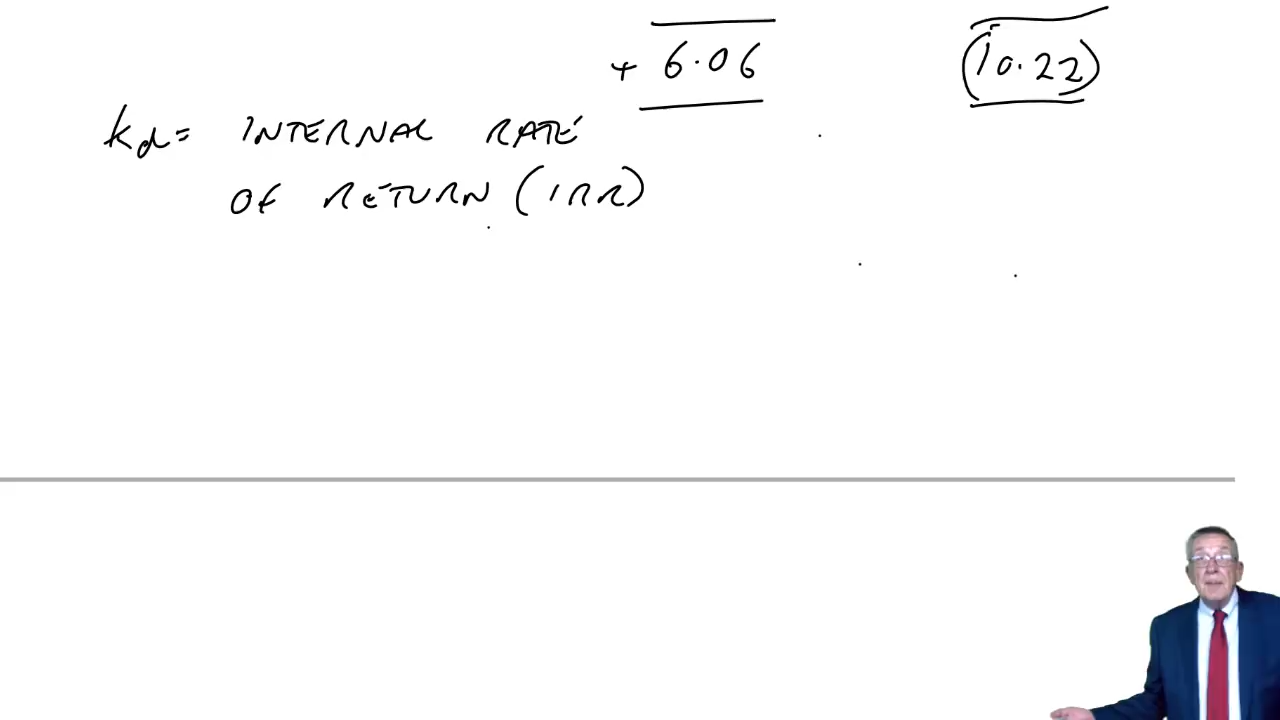 + 6.06 (10.22)
kd = INTERNAL RATE
OF RETURN (IRR)